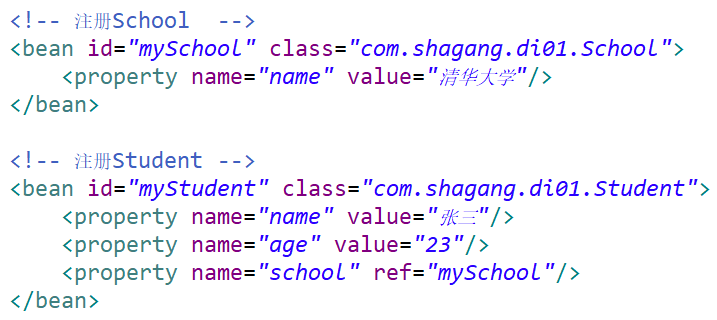 <!-- 注册School  -->
<bean id="mySchool" class="com.shagang.di01.School">
    <property name="name" value="清华大学"/>
</bean>

<!-- 注册Student -->
<bean id="myStudent" class="com.shagang.di01.Student">
    <property name="name" value="张三"/>
    <property name="age" value="23"/>
    <property name="school" ref="mySchool"/>
</bean>